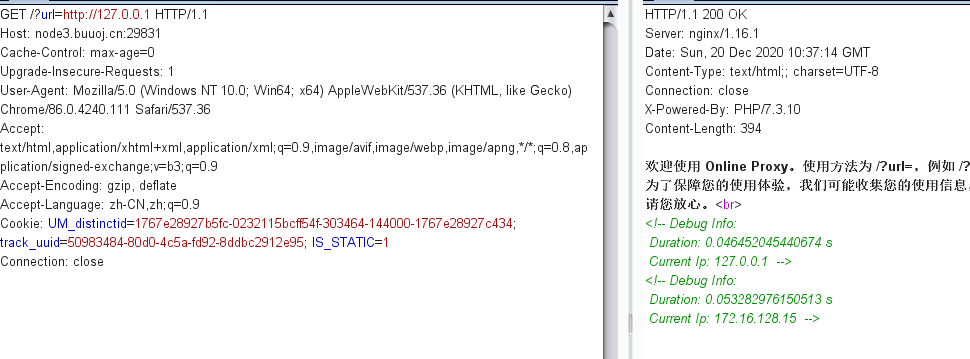 GET /?url=http://127.0.0.1 HTTP/1.1
Host: node3.buuoj.cn:29831
Cache-Control: max-age=0
Upgrade-Insecure-Requests: 1
User-Agent: Mozilla/5.0 (Windows NT 10.0; Win64; x64) AppleWebKit/537.36 (KHTML, like Gecko)
Chrome/86.0.4240.111 Safari/537.36
Accept:
text/html,application/xhtml+xml,application/xml;q=0.9,image/avif,image/webp,image/apng,*/*;q=0.8,ap
plication/signed-exchange;v=b3;q=0.9
Accept-Encoding: gzip, deflate
Accept-Language: zh-CN,zh;q=0.9
Cookie: UM_distinctid=1767e28927b5fc-0232115bcff54f-303464-144000-1767e28927c434;
track_uuid=50983484-80d0-4c5a-fd92-8ddbc2912e95; IS_STATIC=1
Connection: close
HTTP/1.1 200 OK
Server: nginx/1.16.1
Date: Sun, 20 Dec 2020 10:37:14 GMT
Content-Type: text/html;; charset=UTF-8
Connection: close
X-Powered-By: PHP/7.3.10
Content-Length: 394
欢迎使用 Online Proxy。使用方法为 /?url=，例如 /?
为了保障您的使用体验，我们可能收集您的使用信息，
请您放心。<br>
<!-- Debug Info:
Duration: 0.046452045440674 s
Current Ip: 127.0.0.1 -->
<!-- Debug Info:
Duration: 0.053282976150513 s
Current Ip: 172.16.128.15 -->